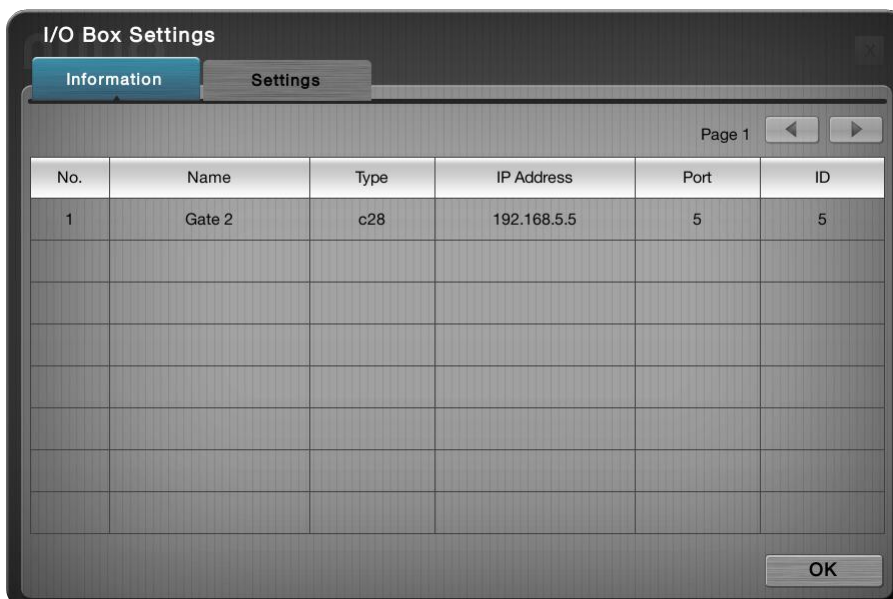 I/O Box Settings
Information Settings
Page 1
No. Name Type IP Address Port ID
1 Gate 2 c28 192.168.5.5 5 5
OK